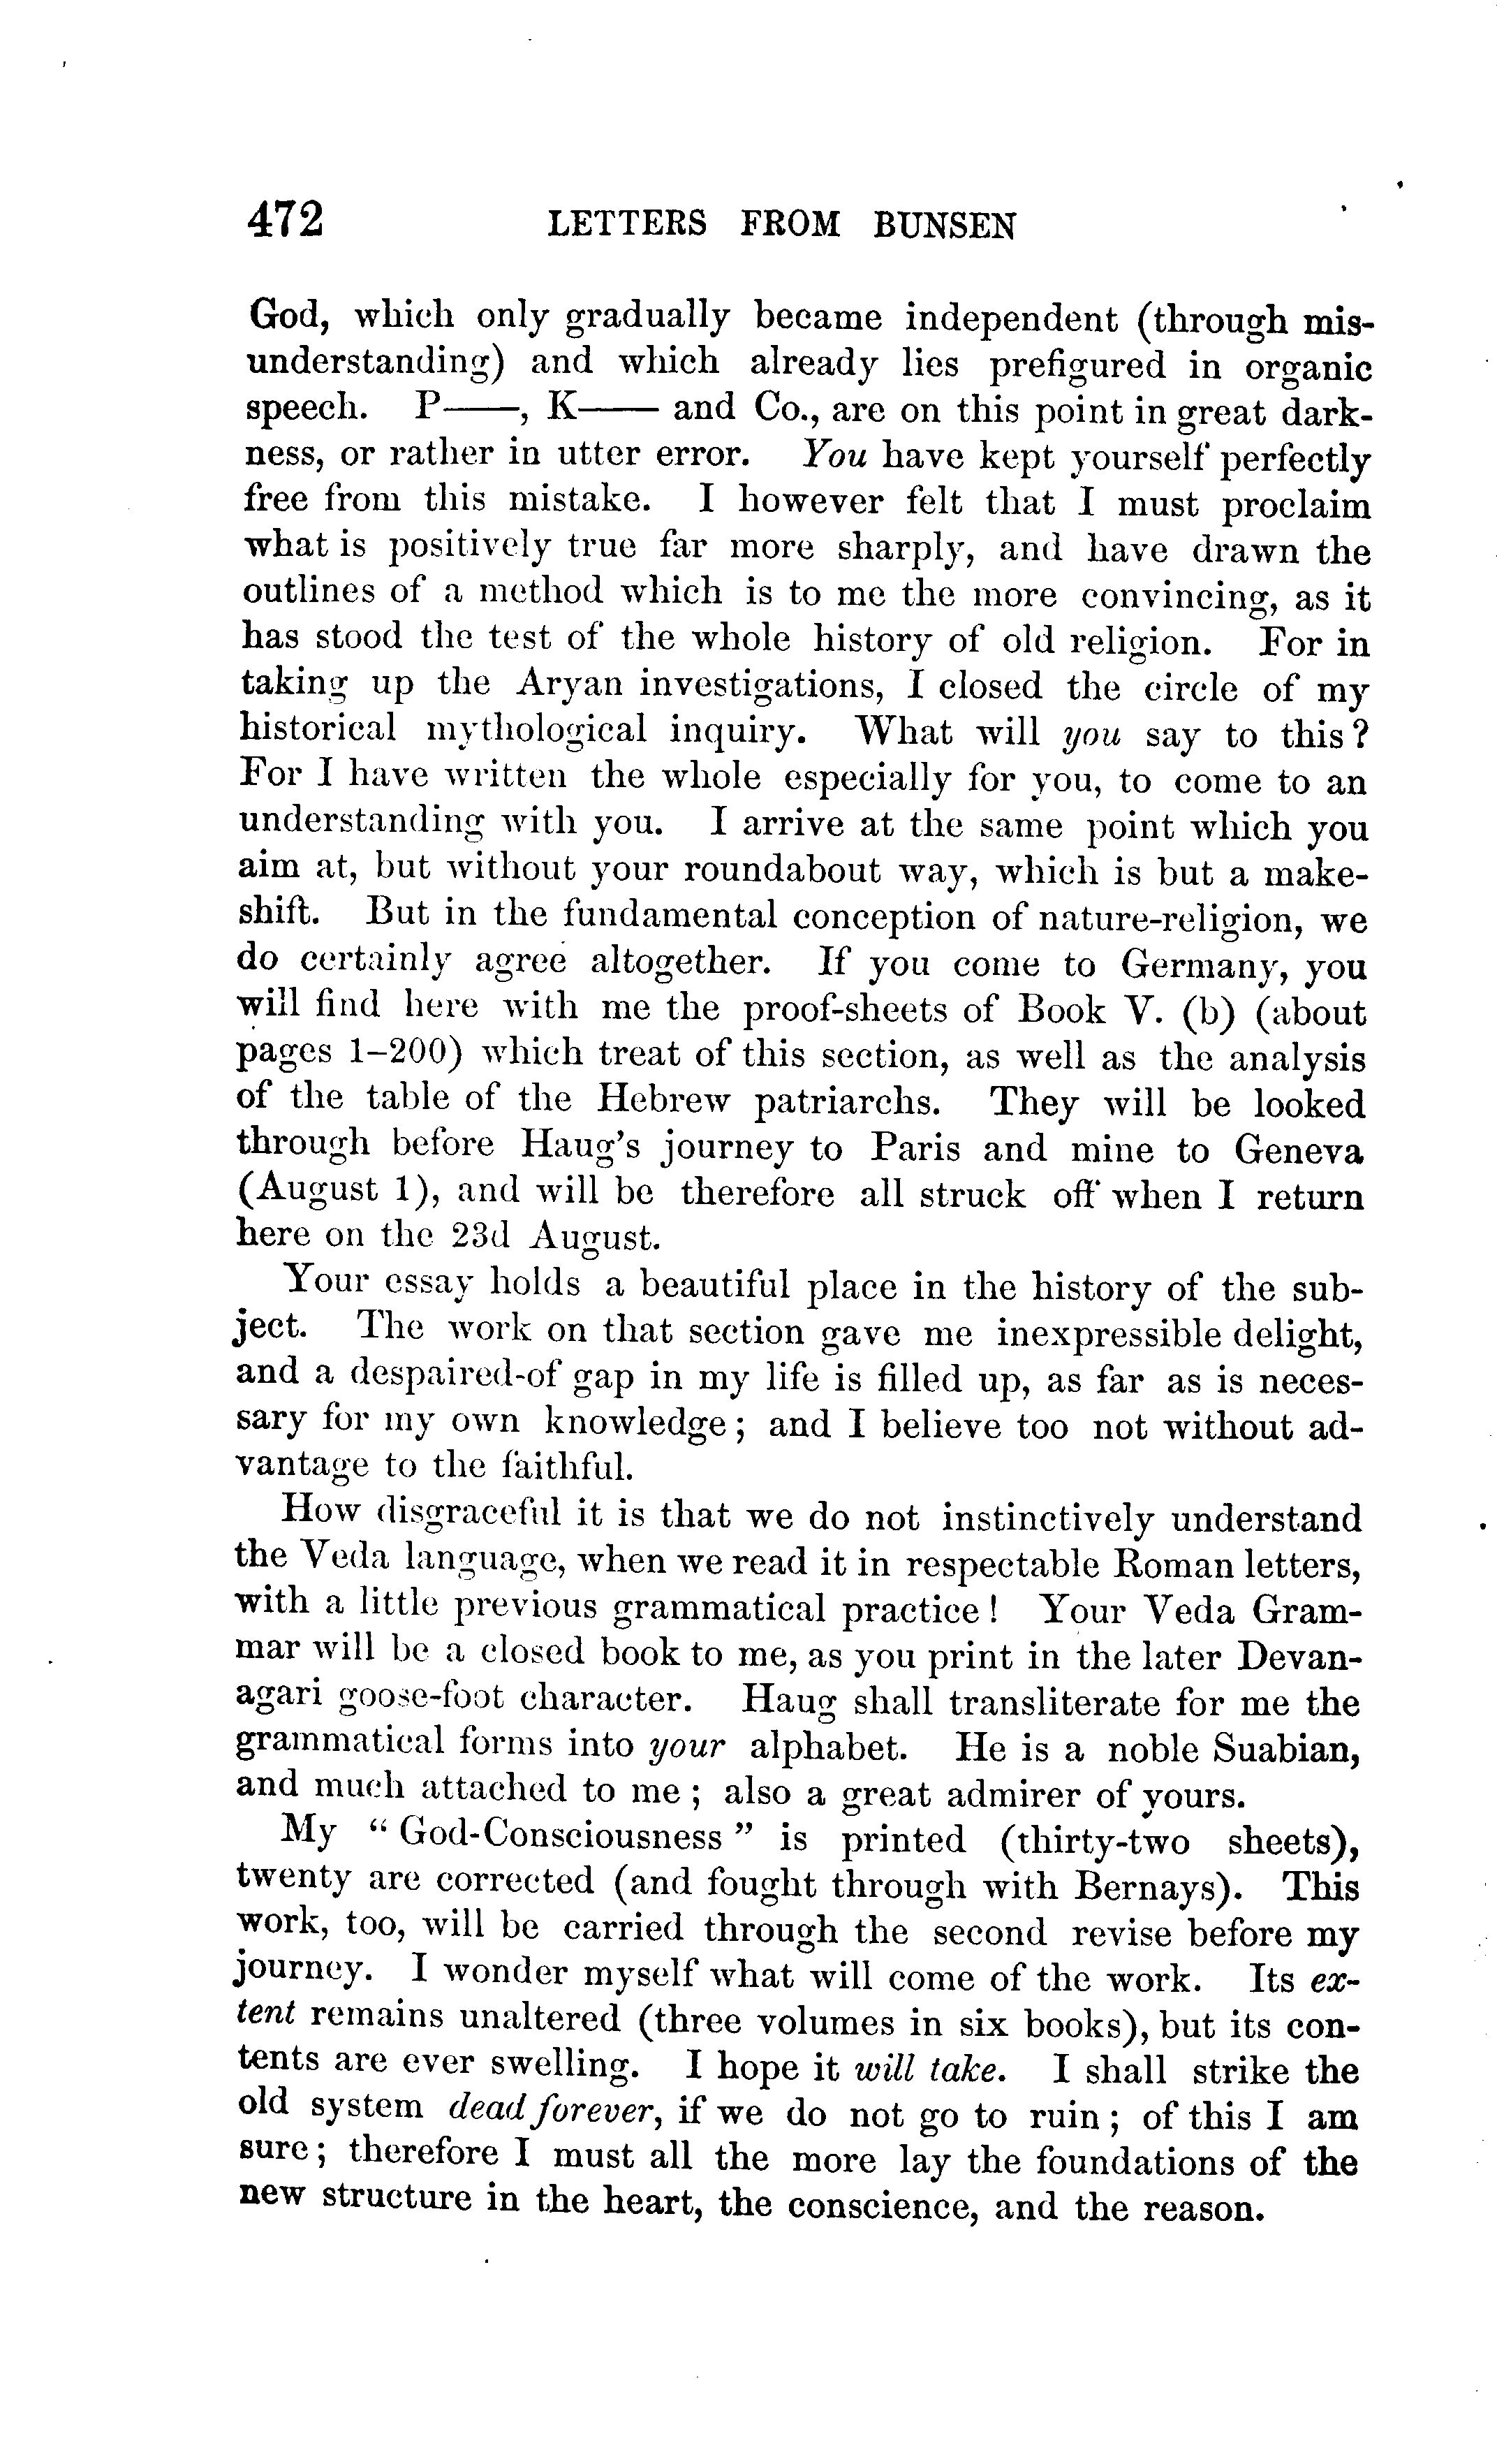 472 LETTERS FROM BUNSEN
God, which only gradually became independent (through mis-
understanding) and which already lies prefigured in organic
speech. P——, K—— and Co., are on this point in great dark-
ness, or rather in utter error. You have kept yourself perfectly
free from this mistake. I however felt that I must proclaim
what is positively true far more sharply, and have drawn the
outlines of a method which is to me the more convincing, as it
has stood the test of the whole history of old religion. For in
taking up the Aryan investigations, I closed the circle of my
historical mythological inquiry. What will you say to this?
For I have written the whole especially for you, to come to an
understanding with you. I arrive at the same point which you
aim at, but without your roundabout way, which is but a make-
shift. But in the fundamental conception of nature-religion, we
do certainly agree altogether. If you come to Germany, you
will find here with me the proof-sheets of Book V. (b) (about
pages 1–200) which treat of this section, as well as the analysis
of the table of the Hebrew patriarchs. They will be looked
through before Haug's journey to Paris and mine to Geneva
(August 1), and will be therefore all struck off when I return
here on the 23d August.
Your essay holds a beautiful place in the history of the sub-
ject. The work on that section gave me inexpressible delight,
and a despaired-of gap in my life is filled up, as far as is neces-
sary for my own knowledge; and I believe too not without ad-
vantage to the faithful.
How disgraceful it is that we do not instinctively understand
the Veda language, when we read it in respectable Roman letters,
with a little previous grammatical practice! Your Veda Gram-
mar will be a closed book to me, as you print in the later Devan-
agari goose-foot character. Haug shall transliterate for me the
grammatical forms into your alphabet. He is a noble Suabian,
and much attached to me; also a great admirer of yours.
My "God-Consciousness" is printed (thirty-two sheets),
twenty are corrected (and fought through with Bernays). This
work, too, will be carried through the second revise before my
journey. I wonder myself what will come of the work. Its ex-
tent remains unaltered (three volumes in six books), but its con-
tents are ever swelling. I hope it will take. I shall strike the
old system dead forever, if we do not go to ruin; of this I am
sure; therefore I must all the more lay the foundations of the
new structure in the heart, the conscience, and the reason.